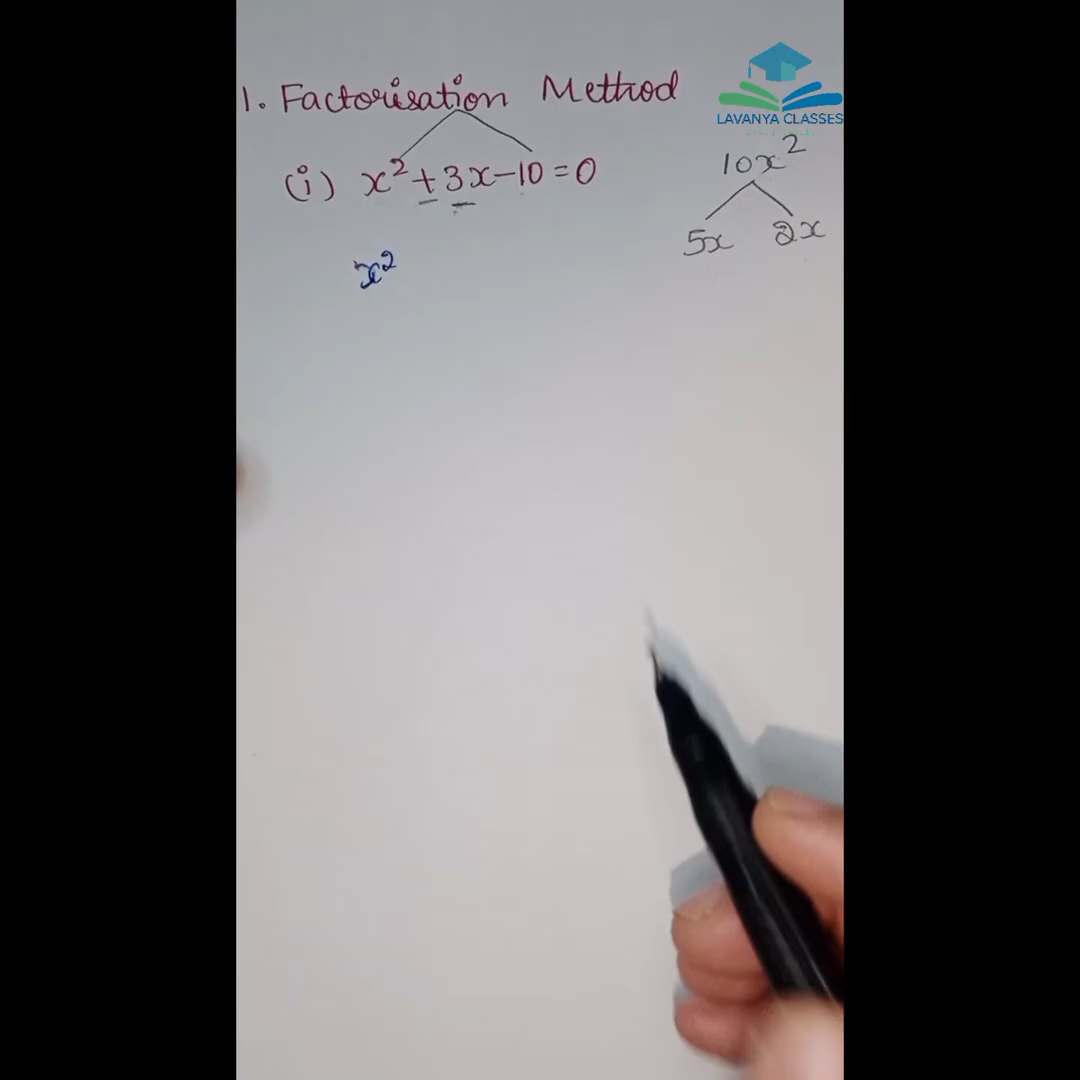 1. Factorisation Method
LAVANYA CLASSES
(i) x²+3x-10=0
10x²
5x 2x
x²